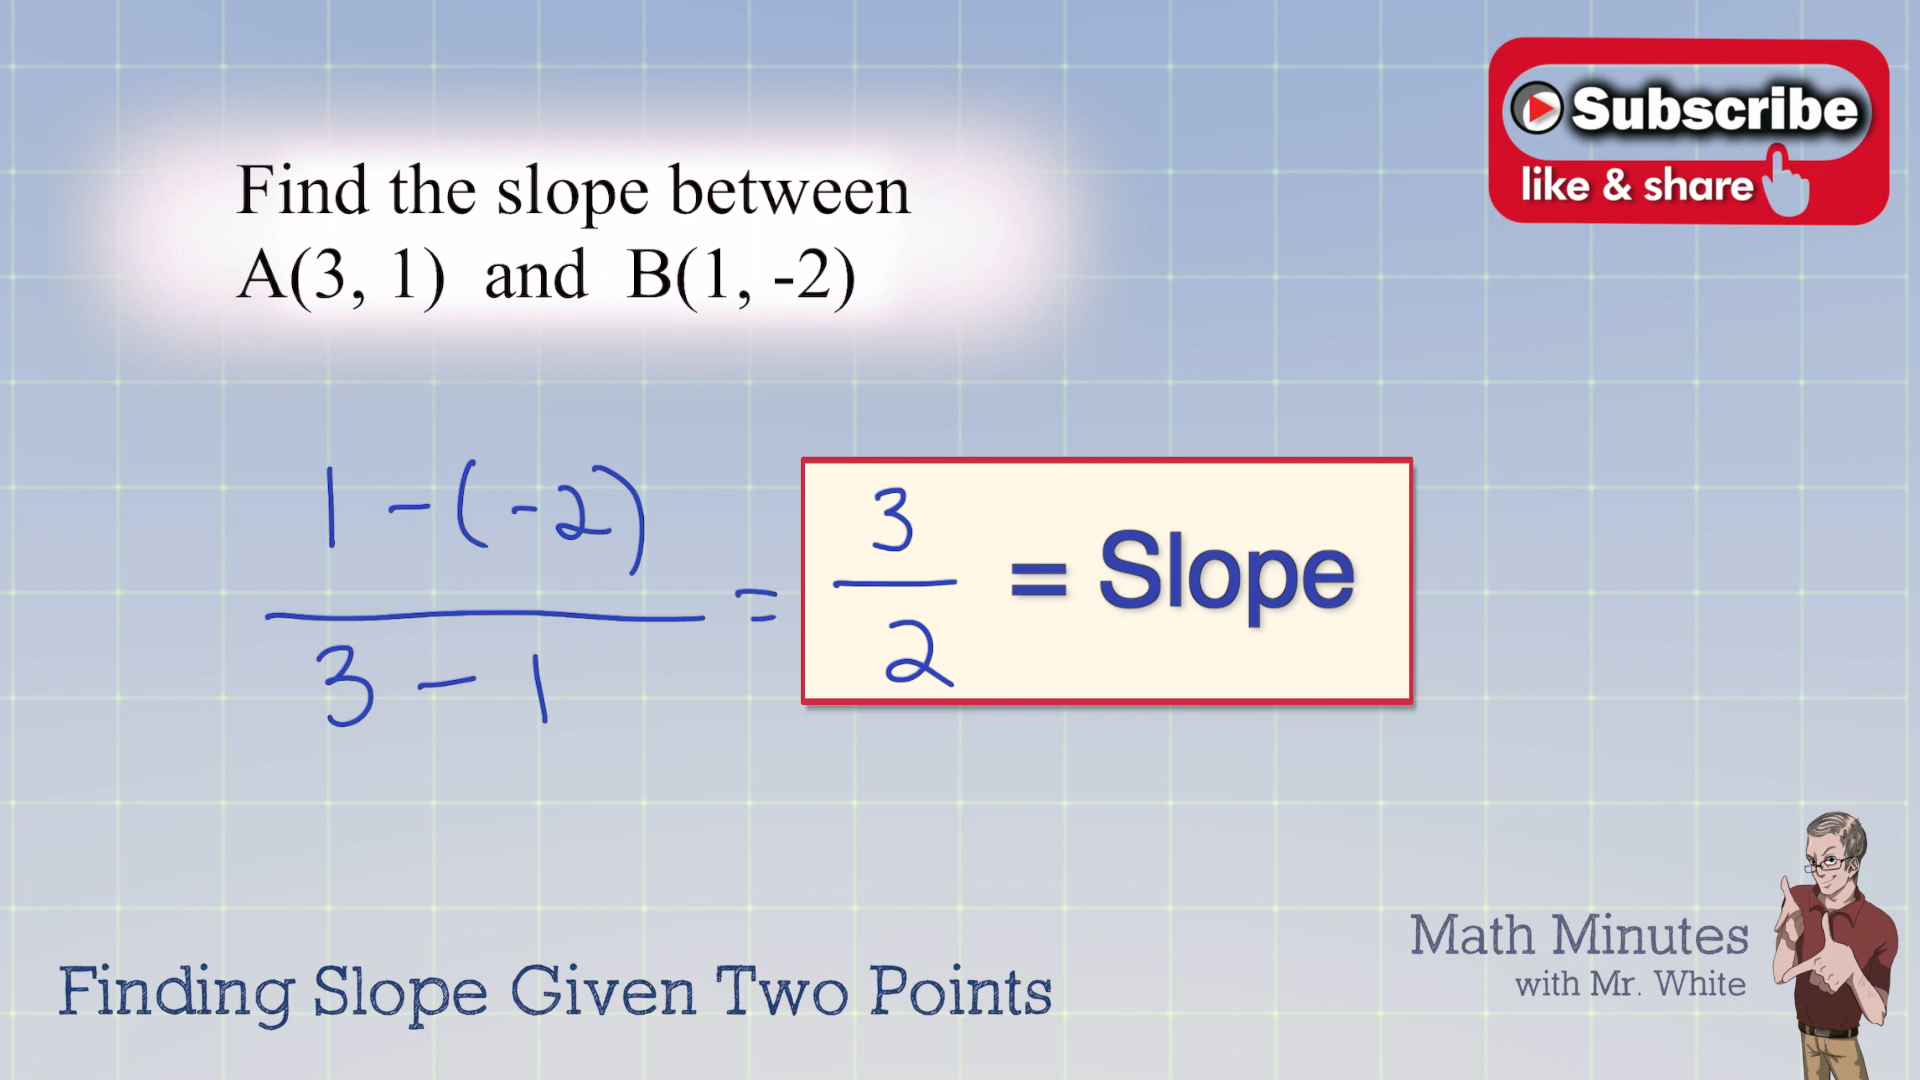 Subscribe
like & share
Find the slope between
A(3, 1) and B(1, -2)
1 - (-2)
3 - 1
=
3
2
= Slope
Math Minutes
with Mr. White
Finding Slope Given Two Points